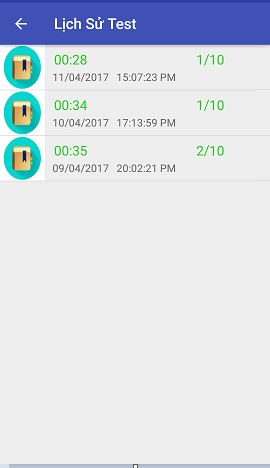 Lịch Sử Test
00:28 1/10
11/04/2017 15:07:23 PM
00:34 1/10
10/04/2017 17:13:59 PM
00:35 2/10
09/04/2017 20:02:21 PM